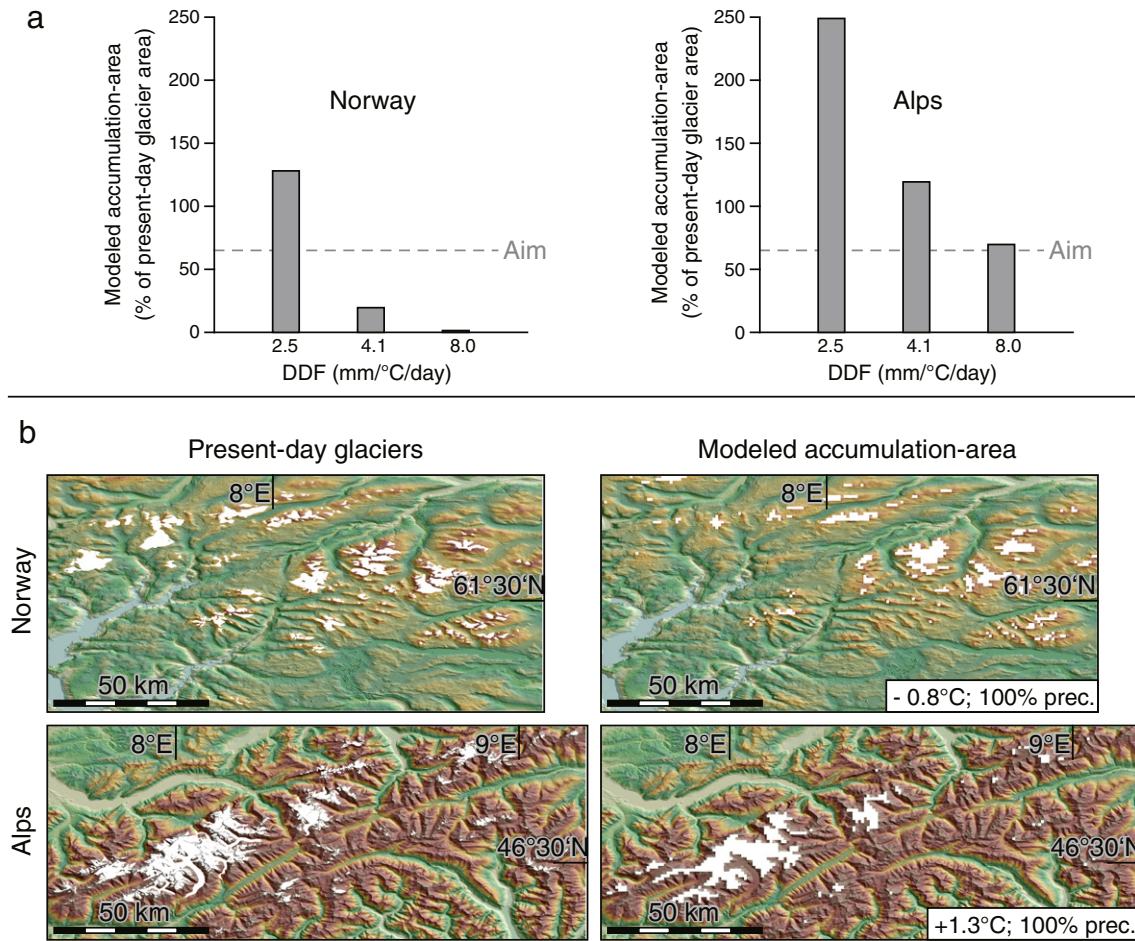 a
Modeled accumulation-area
(% of present-day glacier area)
250
200
150
100
50
0
Norway
Aim
2.5
4.1
8.0
DDF (mm/°C/day)
Modeled accumulation-area
(% of present-day glacier area)
250
200
150
100
50
0
Alps
Aim
2.5
4.1
8.0
DDF (mm/°C/day)
b
Present-day glaciers
Modeled accumulation-area
Norway
8°E
61°30‘N
50 km
8°E
61°30‘N
50 km
- 0.8°C; 100% prec.
Alps
8°E
9°E
46°30‘N
50 km
8°E
9°E
46°30‘N
50 km
+1.3°C; 100% prec.